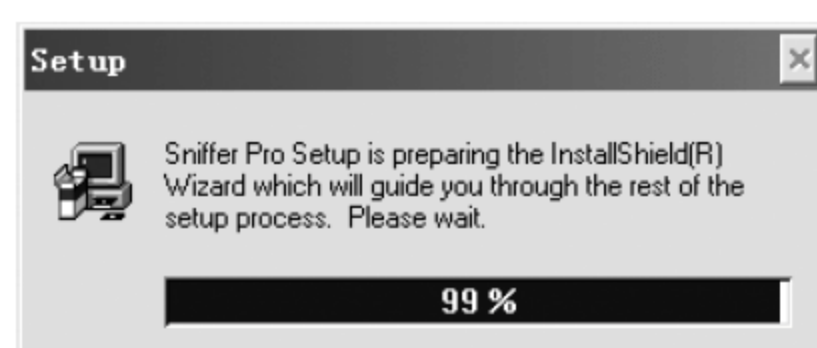 Setup
Sniffer Pro Setup is preparing the InstallShield(R)
Wizard which will guide you through the rest of the
setup process.  Please wait.
99 %